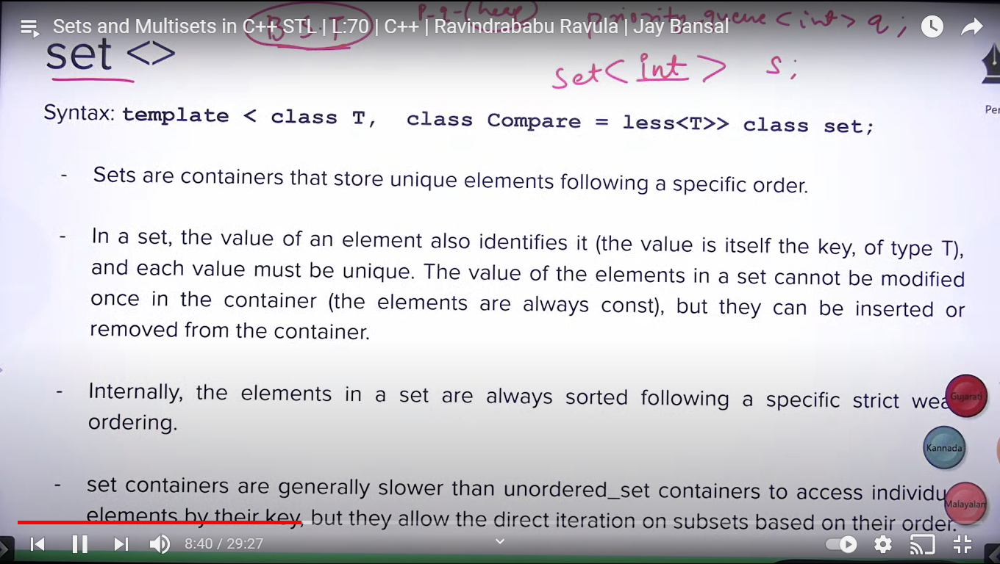 P-q-(heap) priority_queue <int> q ;
Sets and Multisets in C++ STL | L:70 | C++ | Ravindrababu Ravula | Jay Bansal
B.S.T
set <>
set< int > s;
Syntax: template < class T, class Compare = less<T>> class set;
Per
- Sets are containers that store unique elements following a specific order.
- In a set, the value of an element also identifies it (the value is itself the key, of type T),
and each value must be unique. The value of the elements in a set cannot be modified
once in the container (the elements are always const), but they can be inserted or
removed from the container.
- Internally, the elements in a set are always sorted following a specific strict wea
ordering.
Gujarati
Kannada
- set containers are generally slower than unordered_set containers to access individu
elements by their key, but they allow the direct iteration on subsets based on their order.
Malayalam
8:40 / 29:27